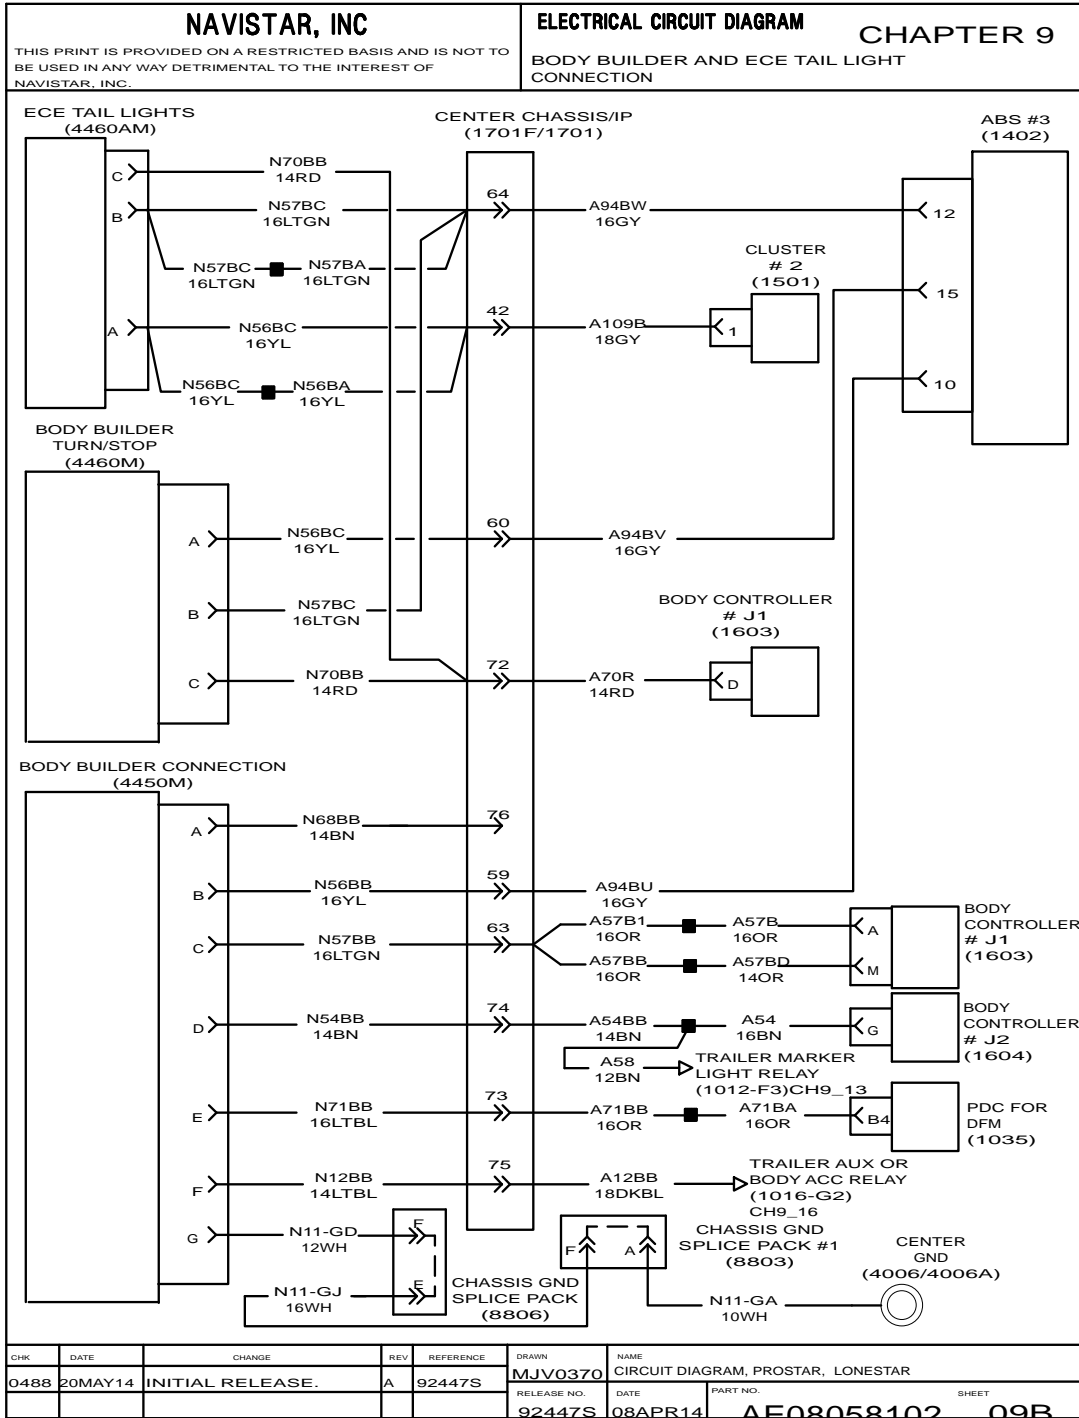 NAVISTAR, INC
THIS PRINT IS PROVIDED ON A RESTRICTED BASIS AND IS NOT TO
BE USED IN ANY WAY DETRIMENTAL TO THE INTEREST OF
NAVISTAR, INC.
ELECTRICAL CIRCUIT DIAGRAM
CHAPTER 9
BODY BUILDER AND ECE TAIL LIGHT
CONNECTION
ECE TAIL LIGHTS
(4460AM)
CENTER CHASSIS/IP
(1701F/1701)
ABS #3
(1402)
C
N70BB
14RD
B
N57BC
16LTGN
64
A94BW
16GY
12
N57BC
16LTGN
N57BA
16LTGN
CLUSTER
# 2
(1501)
15
A
N56BC
16YL
42
A109B
18GY
1
N56BC
16YL
N56BA
16YL
10
BODY BUILDER
TURN/STOP
(4460M)
A
N56BC
16YL
60
A94BV
16GY
B
N57BC
16LTGN
BODY CONTROLLER
# J1
(1603)
C
N70BB
14RD
72
A70R
14RD
D
BODY BUILDER CONNECTION
(4450M)
A
N68BB
14BN
76
B
N56BB
16YL
59
A94BU
16GY
C
N57BB
16LTGN
63
A57B1
16OR
A57B
16OR
A
A57BB
16OR
A57BD
14OR
M
BODY
CONTROLLER
# J1
(1603)
D
N54BB
14BN
74
A54BB
14BN
A54
16BN
G
BODY
CONTROLLER
# J2
(1604)
A58
12BN
TRAILER MARKER
LIGHT RELAY
(1012-F3)CH9_13
E
N71BB
16LTBL
73
A71BB
16OR
A71BA
16OR
B4
PDC FOR
DFM
(1035)
F
N12BB
14LTBL
75
A12BB
18DKBL
TRAILER AUX OR
BODY ACC RELAY
(1016-G2)
CH9_16
G
N11-GD
12WH
F
N11-GJ
16WH
E
CHASSIS GND
SPLICE PACK
(8806)
F
A
CHASSIS GND
SPLICE PACK #1
(8803)
N11-GA
10WH
CENTER
GND
(4006/4006A)
CHK DATE CHANGE REV REFERENCE
0488 20MAY14 INITIAL RELEASE. A 92447S
DRAWN
MJV0370
NAME
CIRCUIT DIAGRAM, PROSTAR, LONESTAR
RELEASE NO. DATE PART NO. SHEET
92447S 08APR14 AE08058102 09B